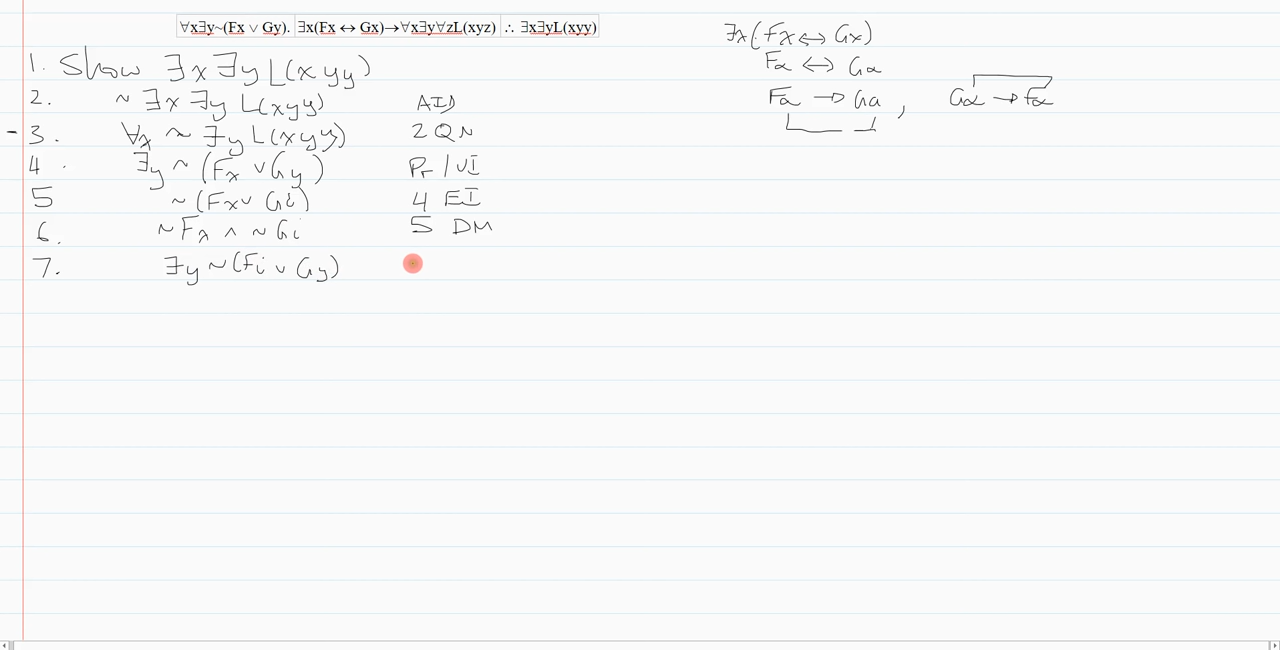 ∀x∃y~(Fx ∨ Gy). ∃x(Fx ↔ Gx)→∀x∃y∀zL(xyz) ∴ ∃x∃yL(xyy)
∃x(Fx ↔ Gx)
Fα ↔ Gα
Fα → Gα , Gα → Fα
1. Show ∃x∃yL(xyy)
2. ~∃x∃yL(xyy) AID
3. ∀x~∃yL(xyy) 2 QN
4. ∃y~(Fx ∨ Gy) Pr/UI
5 ~(Fx ∨ Gi) 4 EI
6. ~Fx ∧ ~Gi 5 DM
7. ∃y~(Fi ∨ Gy)